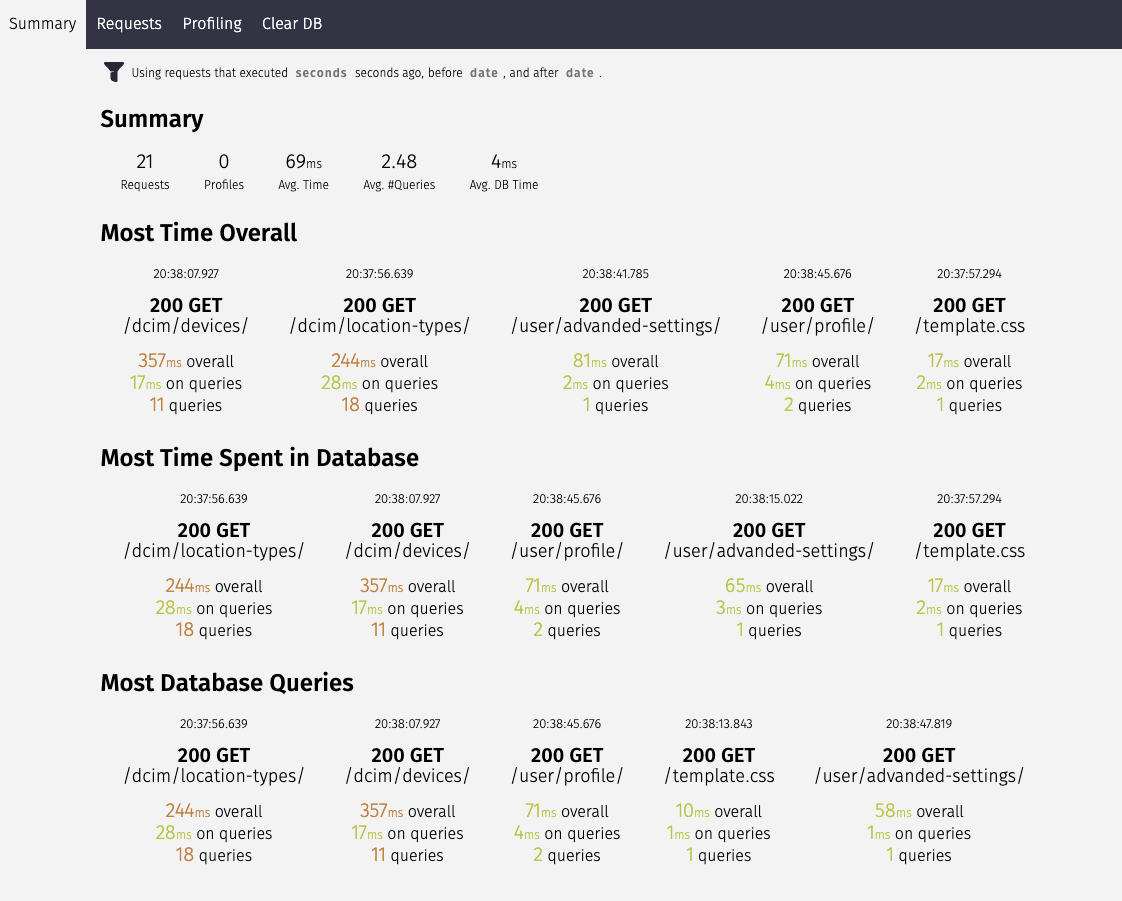 Summary Requests Profiling Clear DB
Using requests that executed seconds seconds ago, before date , and after date .
Summary
21 0 69ms 2.48 4ms
Requests Profiles Avg. Time Avg. #Queries Avg. DB Time
Most Time Overall
20:38:07.927 20:37:56.639 20:38:41.785 20:38:45.676 20:37:57.294
200 GET 200 GET 200 GET 200 GET 200 GET
/dcim/devices/ /dcim/location-types/ /user/advanded-settings/ /user/profile/ /template.css
357ms overall 244ms overall 81ms overall 71ms overall 17ms overall
17ms on queries 28ms on queries 2ms on queries 4ms on queries 2ms on queries
11 queries 18 queries 1 queries 2 queries 1 queries
Most Time Spent in Database
20:37:56.639 20:38:07.927 20:38:45.676 20:38:15.022 20:37:57.294
200 GET 200 GET 200 GET 200 GET 200 GET
/dcim/location-types/ /dcim/devices/ /user/profile/ /user/advanded-settings/ /template.css
244ms overall 357ms overall 71ms overall 65ms overall 17ms overall
28ms on queries 17ms on queries 4ms on queries 3ms on queries 2ms on queries
18 queries 11 queries 2 queries 1 queries 1 queries
Most Database Queries
20:37:56.639 20:38:07.927 20:38:45.676 20:38:13.843 20:38:47.819
200 GET 200 GET 200 GET 200 GET 200 GET
/dcim/location-types/ /dcim/devices/ /user/profile/ /template.css /user/advanded-settings/
244ms overall 357ms overall 71ms overall 10ms overall 58ms overall
28ms on queries 17ms on queries 4ms on queries 1ms on queries 1ms on queries
18 queries 11 queries 2 queries 1 queries 1 queries